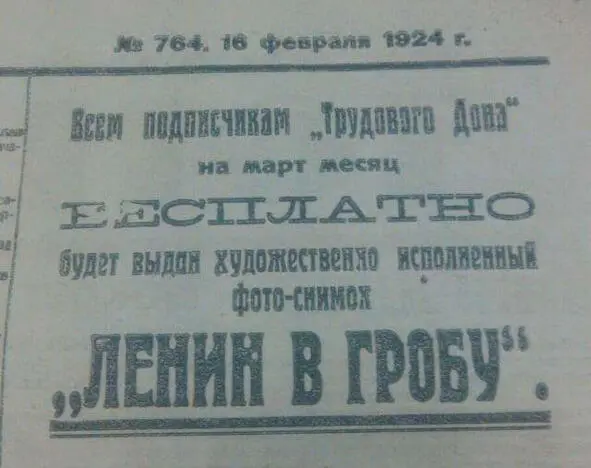 № 764. 16 февраля 1924 г.
Всем подписчикам „Трудового Дона“
на март месяц
БЕСПЛАТНО
будет выдан художественно исполненный
фото-снимок
„ЛЕНИН В ГРОБУ“.